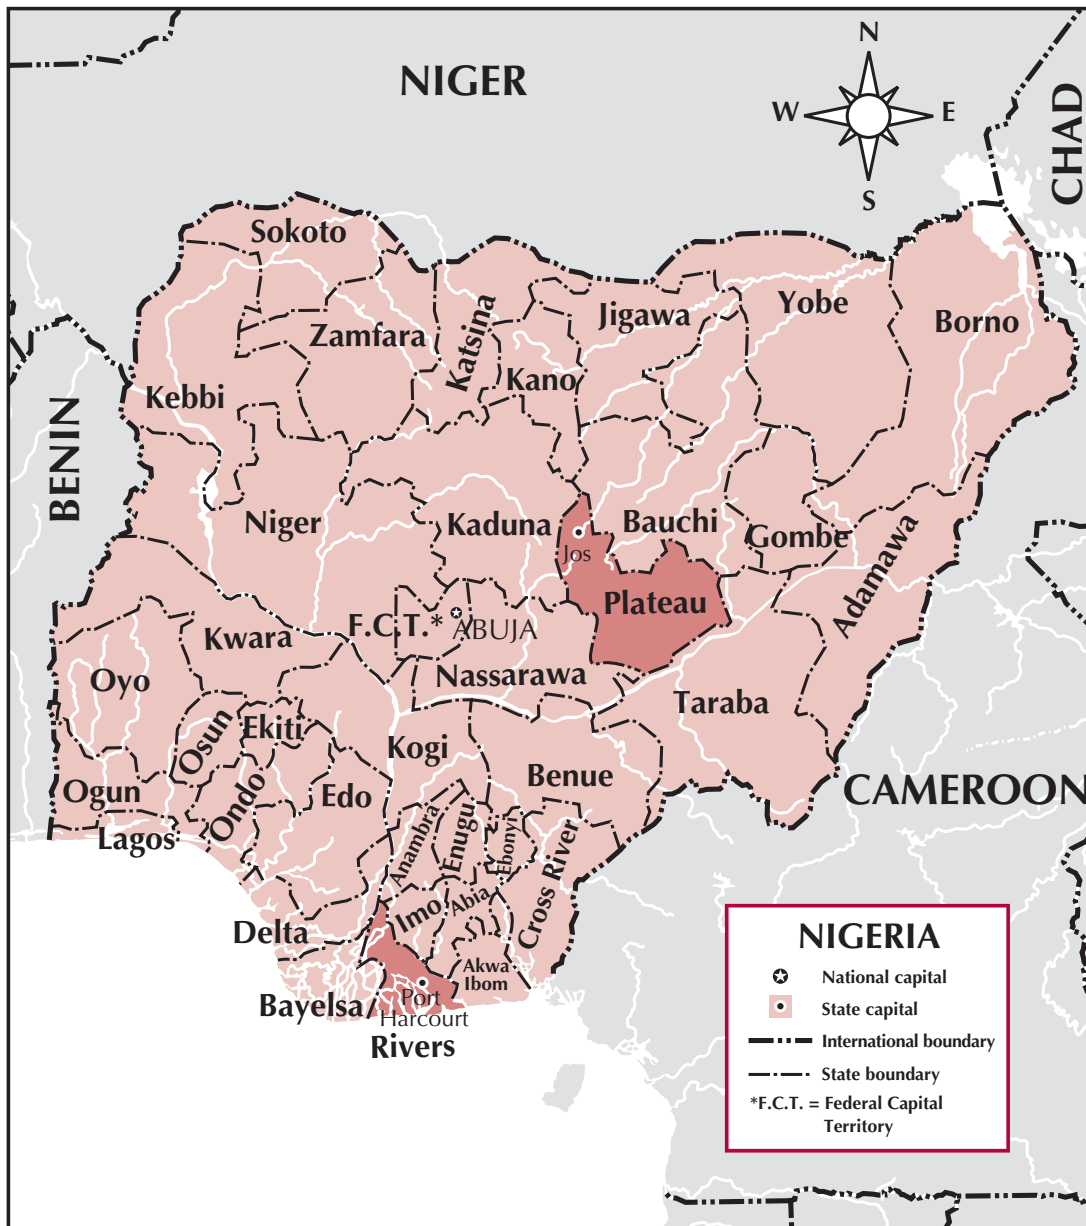 NIGER
N
W
E
S
CHAD
BENIN
Sokoto
Zamfara
Katsina
Kano
Jigawa
Yobe
Borno
Kebbi
Niger
Kaduna
Jos
Bauchi
Gombe
Adamawa
Plateau
F.C.T.*
ABUJA
Kwara
Nassarawa
Oyo
Osun
Ekiti
Kogi
Taraba
Benue
Ogun
Ondo
Edo
Lagos
Anambra
Enugu
Ebonyi
Cross River
CAMEROON
Imo
Abia
Delta
Akwa
Ibom
Bayelsa
Port
Harcourt
Rivers
NIGERIA
National capital
State capital
International boundary
State boundary
*F.C.T. = Federal Capital
Territory